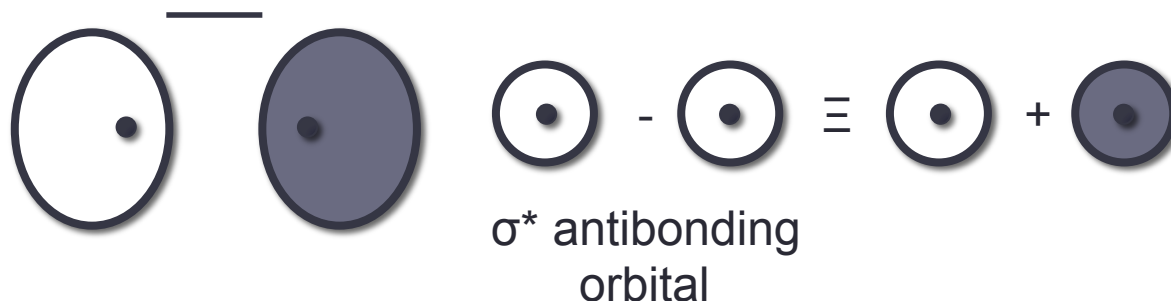 - Ξ +
σ* antibonding
orbital